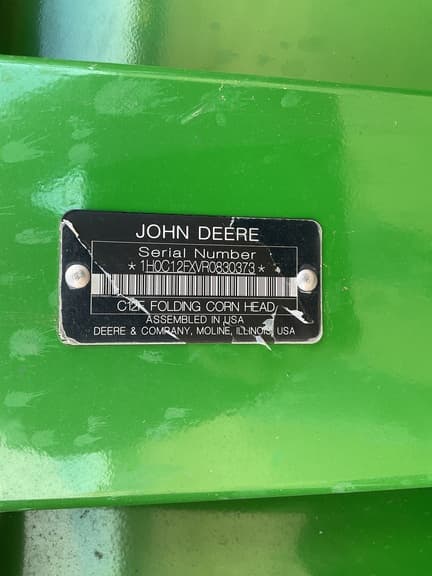 JOHN DEERE
Serial Number
*1H0C12FXVR0830373*
C12F FOLDING CORN HEAD
ASSEMBLED IN USA
DEERE & COMPANY, MOLINE, ILLINOIS, USA